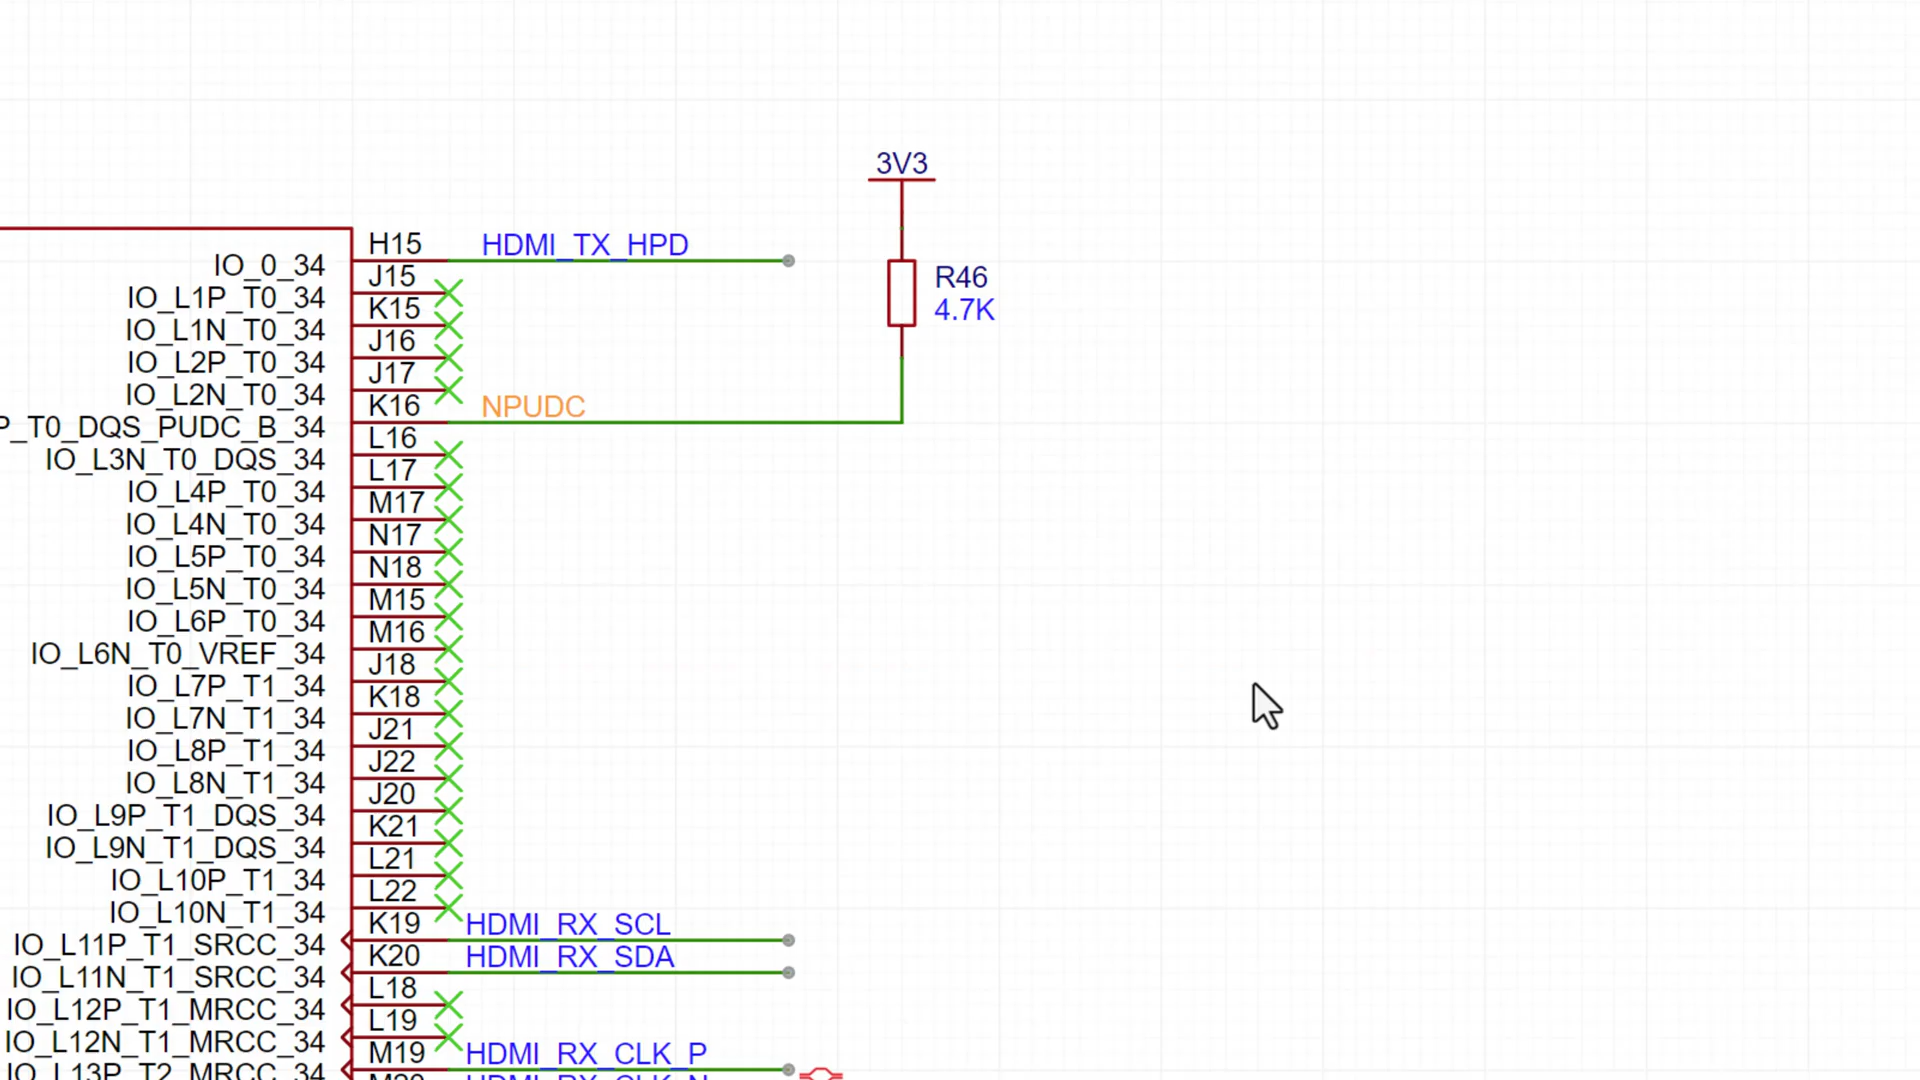 3V3
IO_0_34 H15 HDMI_TX_HPD
IO_L1P_T0_34 J15
R46
IO_L1N_T0_34 K15
4.7K
IO_L2P_T0_34 J16
IO_L2N_T0_34 J17
P_T0_DQS_PUDC_B_34 K16 NPUDC
IO_L3N_T0_DQS_34 L16
IO_L4P_T0_34 L17
IO_L4N_T0_34 M17
IO_L5P_T0_34 N17
IO_L5N_T0_34 N18
IO_L6P_T0_34 M15
IO_L6N_T0_VREF_34 M16
IO_L7P_T1_34 J18
IO_L7N_T1_34 K18
IO_L8P_T1_34 J21
IO_L8N_T1_34 J22
IO_L9P_T1_DQS_34 J20
IO_L9N_T1_DQS_34 K21
IO_L10P_T1_34 L21
IO_L10N_T1_34 L22
IO_L11P_T1_SRCC_34 K19 HDMI_RX_SCL
IO_L11N_T1_SRCC_34 K20 HDMI_RX_SDA
IO_L12P_T1_MRCC_34 L18
IO_L12N_T1_MRCC_34 L19
IO_L13P_T2_MRCC_34 M19 HDMI_RX_CLK_P